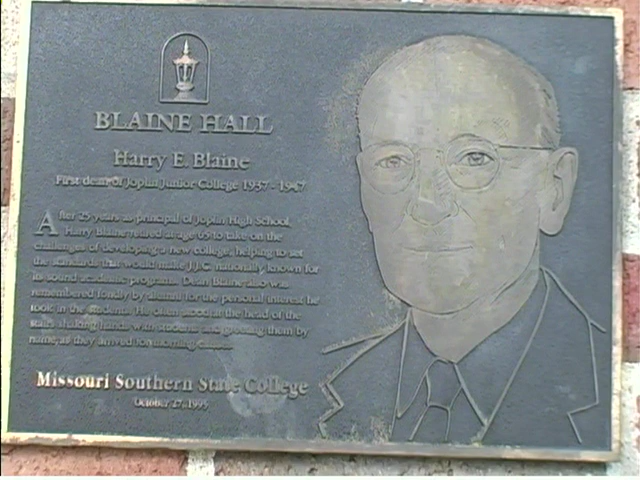 BLAINE HALL
Harry E. Blaine
First dean of Joplin Junior College 1937 - 1947
After 25 years as principal of Joplin High School,
Harry Blaine retired at age 65 to take on the
challenges of developing a new college, helping to set
the standards that would make J.J.C. nationally known for
its sound academic programs. Dean Blaine also was
remembered fondly by alumni for the personal interest he
took in the students. He often stood at the head of the
stairs shaking hands with students and greeting them by
name as they arrived for morning
Missouri Southern State College
October 27, 1995